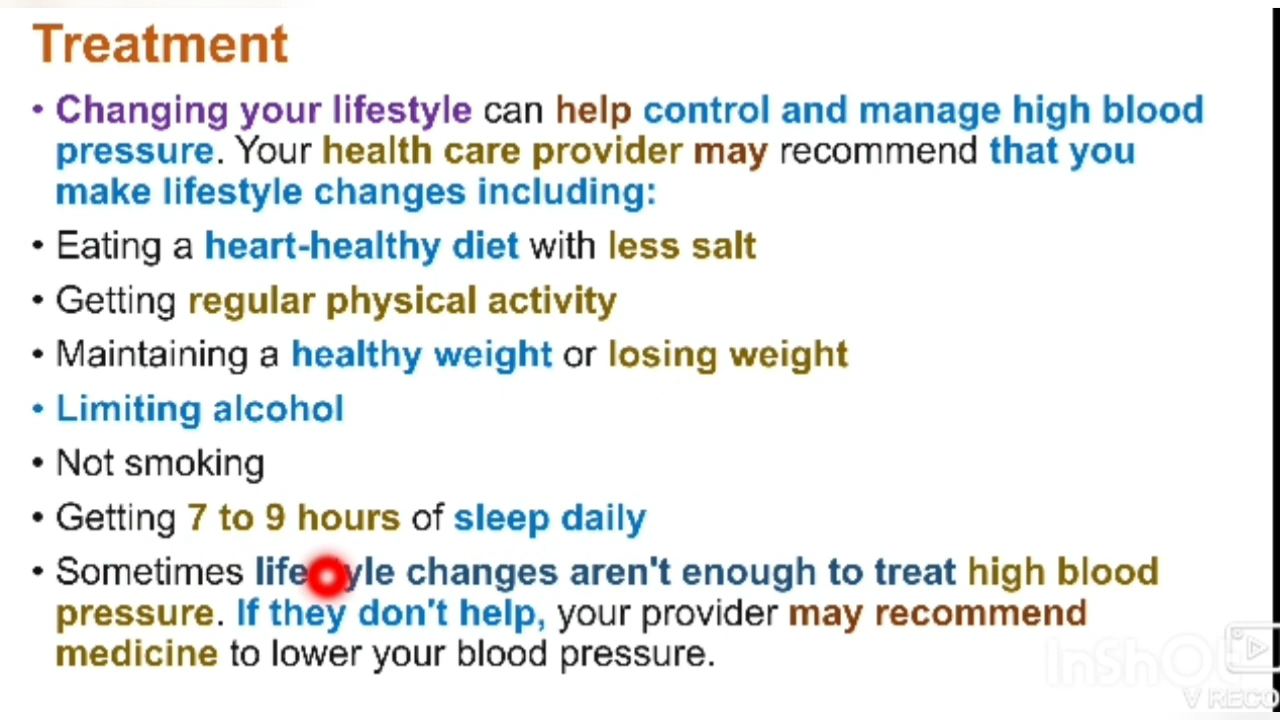 Treatment
• Changing your lifestyle can help control and manage high blood
pressure. Your health care provider may recommend that you
make lifestyle changes including:
• Eating a heart-healthy diet with less salt
• Getting regular physical activity
• Maintaining a healthy weight or losing weight
• Limiting alcohol
• Not smoking
• Getting 7 to 9 hours of sleep daily
• Sometimes lifestyle changes aren't enough to treat high blood
pressure. If they don't help, your provider may recommend
medicine to lower your blood pressure.
InShO
V RECO